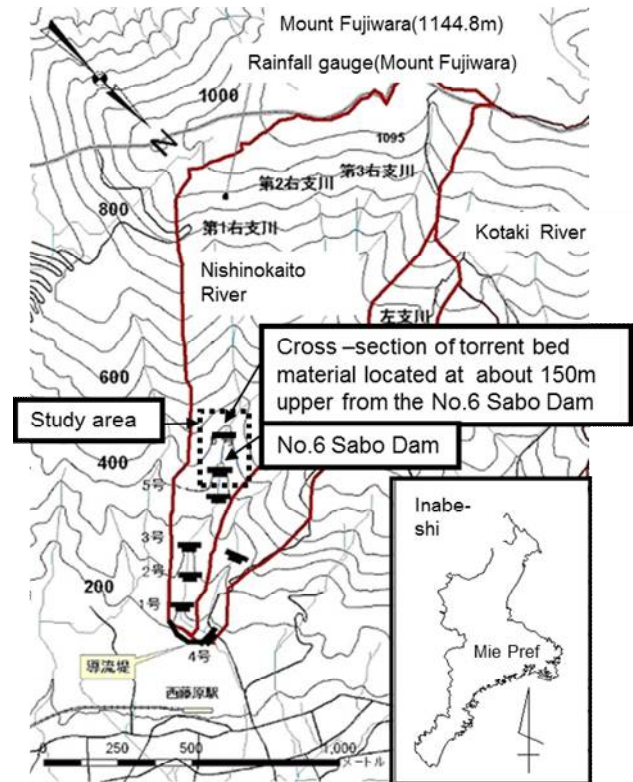 Mount Fujiwara(1144.8m)
Rainfall gauge(Mount Fujiwara)
N
1000
1095
第3右支川
第2右支川
800
第1右支川
Kotaki River
Nishinokaito
River
左支川
Cross –section of torrent bed
material located at about 150m
upper from the No.6 Sabo Dam
600
Study area
No.6 Sabo Dam
400
5号
Inabe-
shi
3号
2号
200
1号
Mie Pref
4号
導流堤
西藤原駅
0 250 500 1,000
メートル